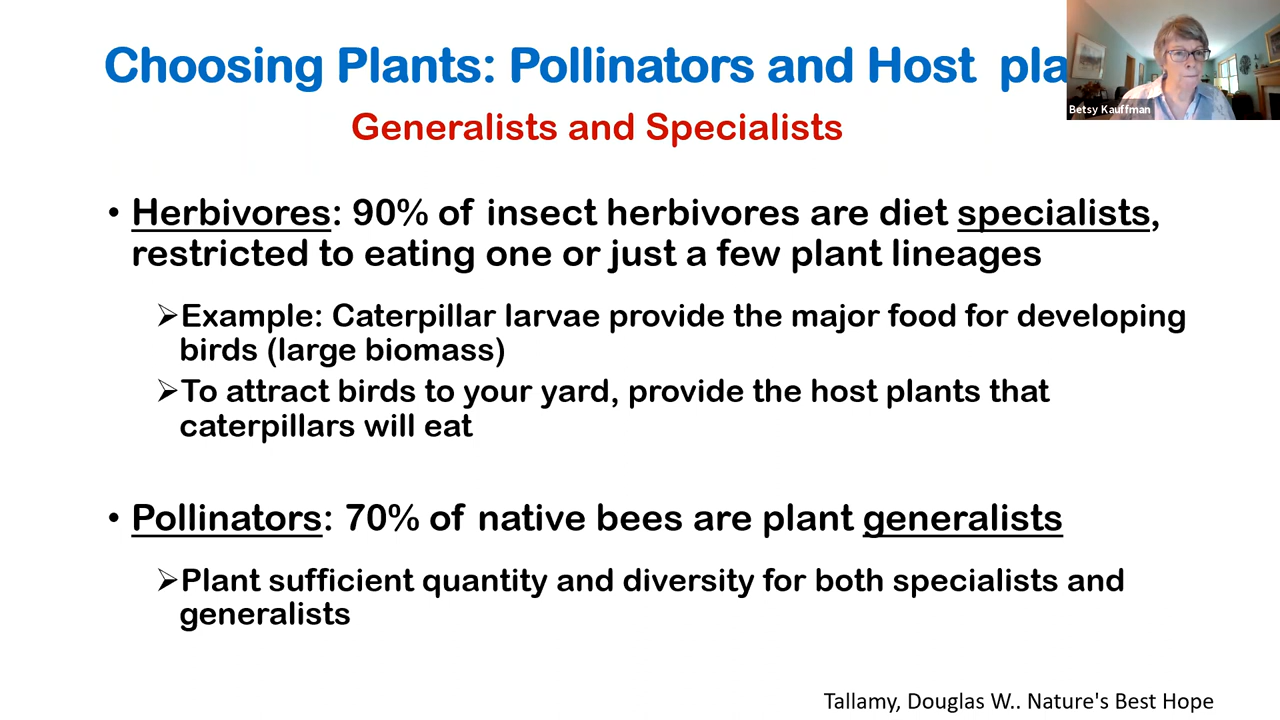 Choosing Plants: Pollinators and Host pla
Betsy Kauffman
Generalists and Specialists
• Herbivores: 90% of insect herbivores are diet specialists,
restricted to eating one or just a few plant lineages
➢Example: Caterpillar larvae provide the major food for developing
birds (large biomass)
➢To attract birds to your yard, provide the host plants that
caterpillars will eat
• Pollinators: 70% of native bees are plant generalists
➢Plant sufficient quantity and diversity for both specialists and
generalists
Tallamy, Douglas W.. Nature's Best Hope